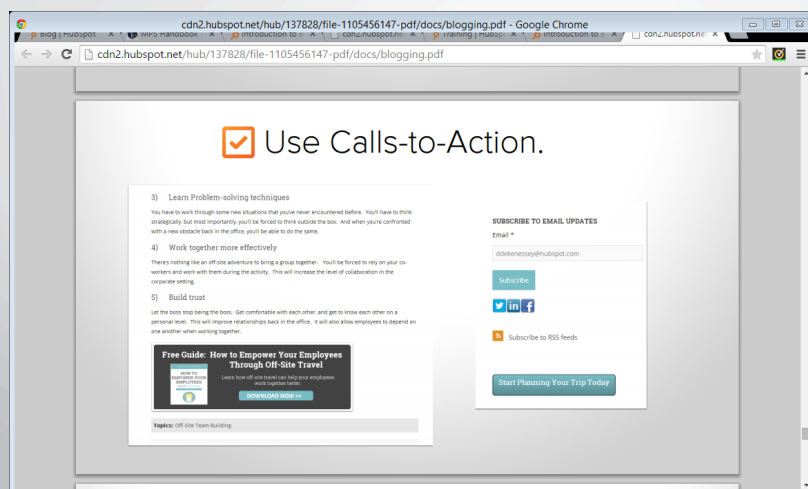 cdn2.hubspot.net/hub/137828/file-1105456147-pdf/docs/blogging.pdf - Google Chrome
Blog | HubSpot x MPS Handbook - x Introduction to s x cdn2.hubspot.ne x Training | HubSp x Introduction to s x cdn2.hubspot.net x
cdn2.hubspot.net/hub/137828/file-1105456147-pdf/docs/blogging.pdf
Use Calls-to-Action.
3) Learn Problem-solving techniques
You have to work through some new situations that you've never encountered before. You'll have to think
strategically, but most importantly, you'll be forced to think outside the box. And when you're confronted
with a new obstacle back in the office, you'll be able to do the same.
4) Work together more effectively
There's nothing like an off-site adventure to bring a group together. You'll be forced to rely on your co-
workers and work with them during the activity. This will increase the level of collaboration in the
corporate setting.
5) Build trust
Let the boss stop being the boss. Get comfortable with each other, and get to know each other on a
personal level. This will improve relationships back in the office. It will also allow employees to depend on
one another when working together.
Free Guide: How to Empower Your Employees
Through Off-Site Travel
HOW TO
EMPOWER YOUR
EMPLOYEES
Learn how off-site travel can help your employees
work together better.
DOWNLOAD NOW >>
Topics: Off-Site Team Building
SUBSCRIBE TO EMAIL UPDATES
Email *
ddekenessey@hubspot.com
Subscribe
in f
Subscribe to RSS feeds
Start Planning Your Trip Today